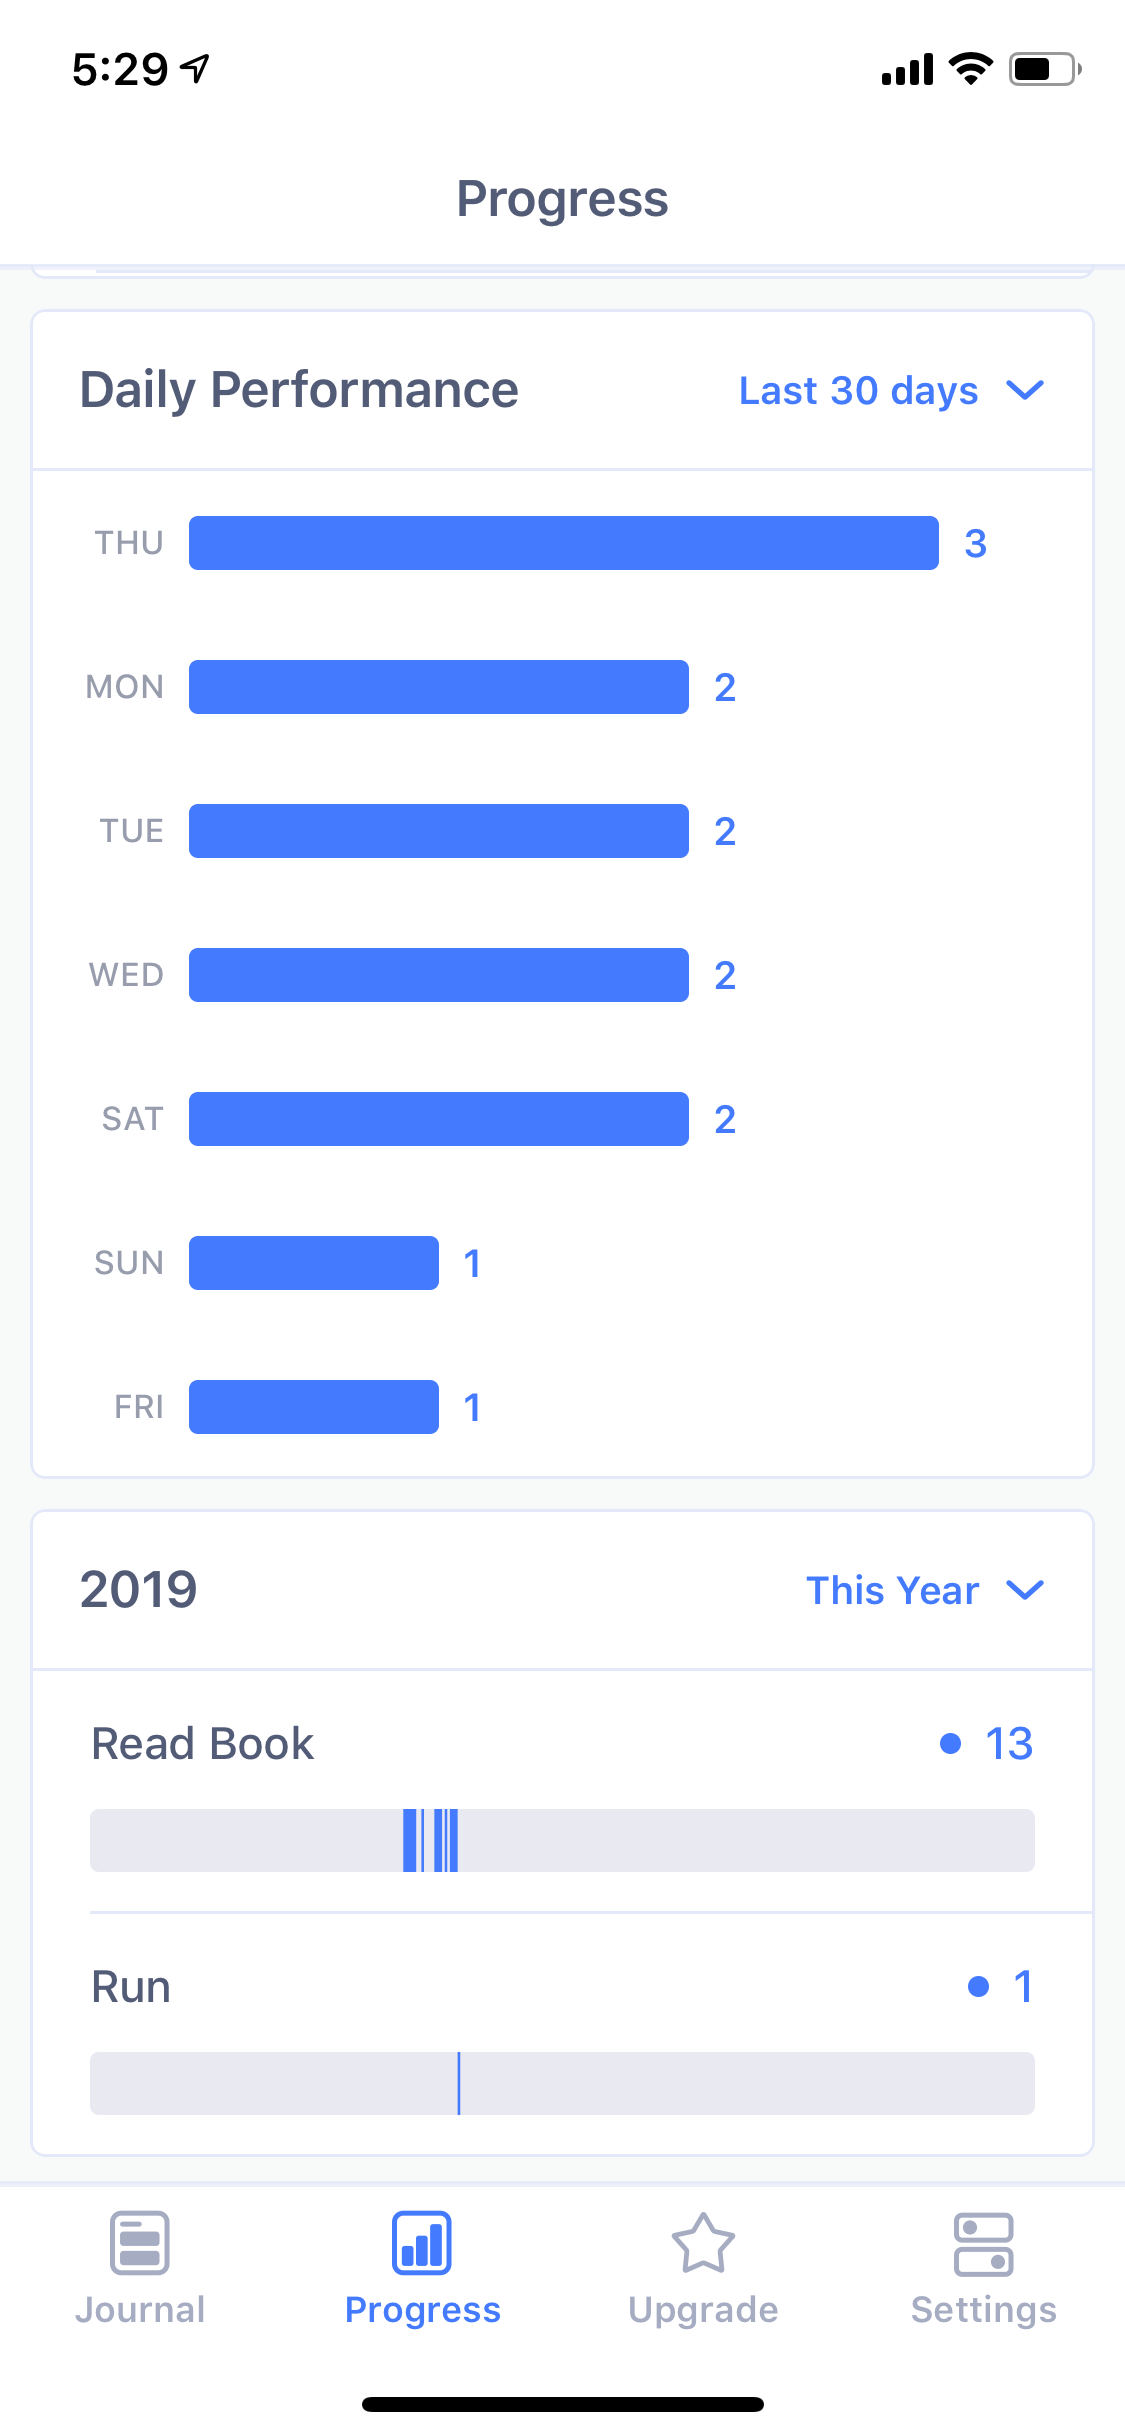 5:29
Progress
Daily Performance Last 30 days
THU 3
MON 2
TUE 2
WED 2
SAT 2
SUN 1
FRI 1
2019 This Year
Read Book 13
Run 1
Journal Progress Upgrade Settings